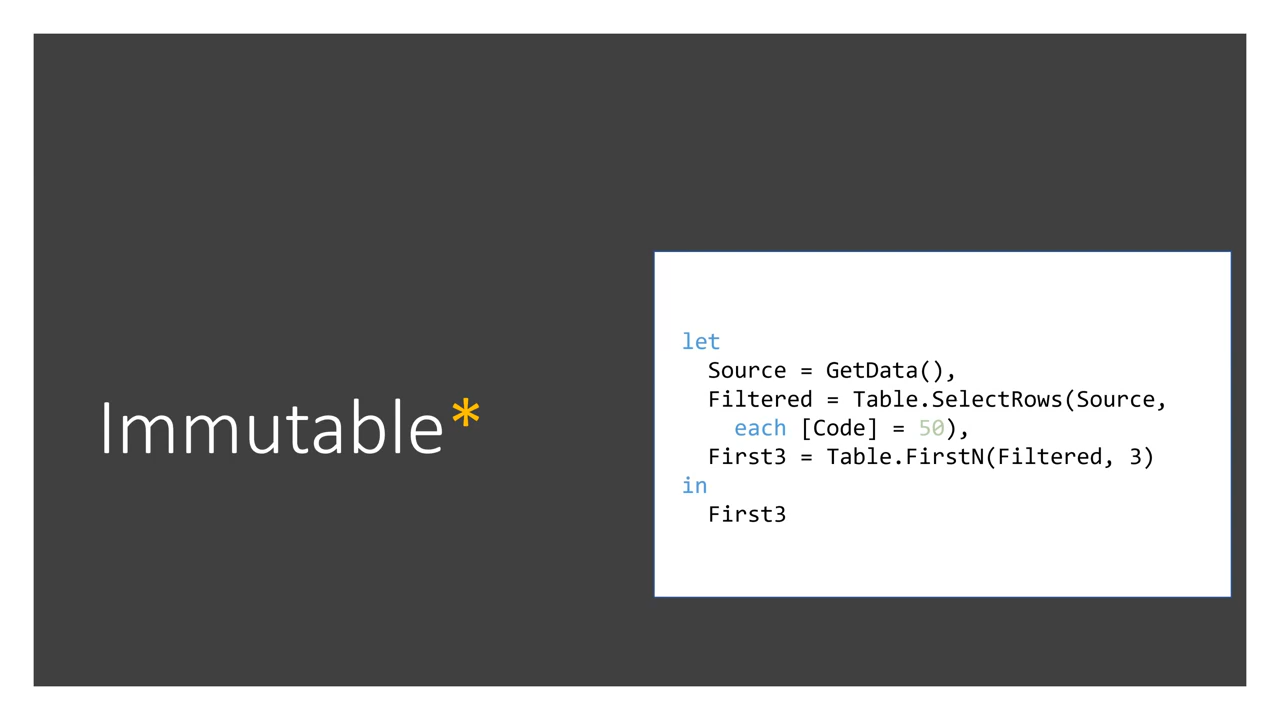 Immutable*
let
  Source = GetData(),
  Filtered = Table.SelectRows(Source,
    each [Code] = 50),
  First3 = Table.FirstN(Filtered, 3)
in
  First3